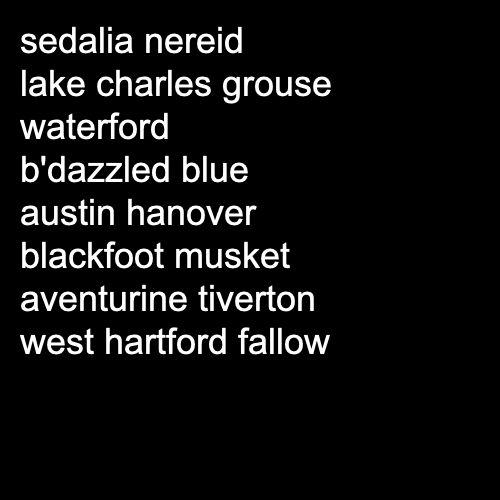 sedalia nereid
lake charles grouse
waterford
b'dazzled blue
austin hanover
blackfoot musket
aventurine tiverton
west hartford fallow